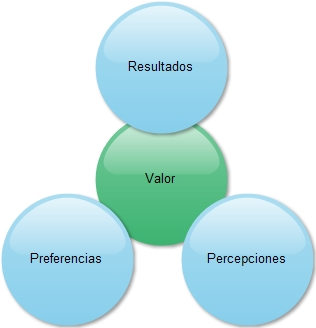 Resultados
Valor
Preferencias
Percepciones